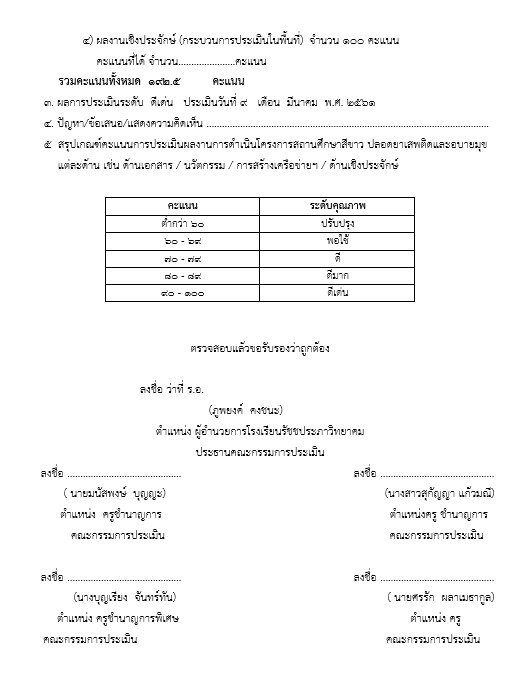 ๔) ผลงานเชิงประจักษ์ (กระบวนการประเมินในพื้นที่) จำนวน ๑๐๐ คะแนน
คะแนนที่ได้ จำนวน.....................คะแนน
รวมคะแนนทั้งหมด ๑๙๒.๕ คะแนน
๓. ผลการประเมินระดับ ดีเด่น ประเมินวันที่ ๙ เดือน มีนาคม พ.ศ. ๒๕๖๑
๔. ปัญหา/ข้อเสนอ/แสดงความคิดเห็น ....................................................................................................
๕ สรุปเกณฑ์คะแนนการประเมินผลงานการดำเนินโครงการสถานศึกษาสีขาว ปลอดยาเสพติดและอบายมุข
แต่ละด้าน เช่น ด้านเอกสาร / นวัตกรรม / การสร้างเครือข่ายฯ / ด้านเชิงประจักษ์
คะแนน ระดับคุณภาพ
ต่ำกว่า ๖๐ ปรับปรุง
๖๐ - ๖๙ พอใช้
๗๐ - ๗๙ ดี
๘๐ - ๘๙ ดีมาก
๙๐ - ๑๐๐ ดีเด่น
ตรวจสอบแล้วขอรับรองว่าถูกต้อง
ลงชื่อ ว่าที่ ร.อ.
(ภูพยงค์ คงชนะ)
ตำแหน่ง ผู้อำนวยการโรงเรียนรัชชประภาวิทยาคม
ประธานคณะกรรมการประเมิน
ลงชื่อ .......................................... ลงชื่อ ..........................................
( นายมนัสพงษ์ บุญญะ) (นางสาวสุกัญญา แก้วมณี)
ตำแหน่ง ครูชำนาญการ ตำแหน่งครู ชำนาญการ
คณะกรรมการประเมิน คณะกรรมการประเมิน
ลงชื่อ .......................................... ลงชื่อ ..........................................
(นางบุญเรียง จันทร์ทัน) ( นายศรรัก ผลาเมธากูล)
ตำแหน่ง ครูชำนาญการพิเศษ ตำแหน่ง ครู
คณะกรรมการประเมิน คณะกรรมการประเมิน